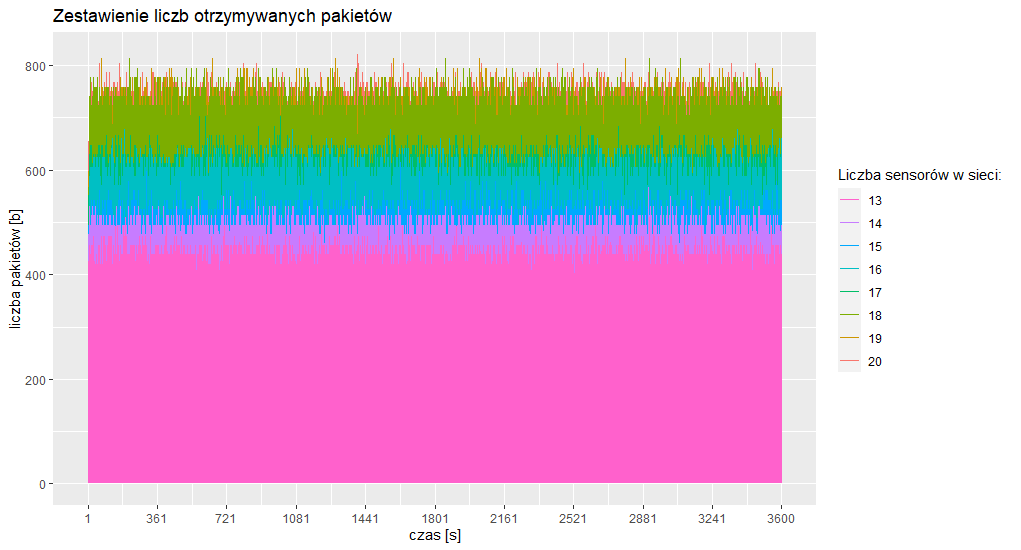 Zestawienie liczb otrzymywanych pakietów
liczba pakietów [b]
800
600
400
200
0
1 361 721 1081 1441 1801 2161 2521 2881 3241 3600
czas [s]
Liczba sensorów w sieci:
13
14
15
16
17
18
19
20